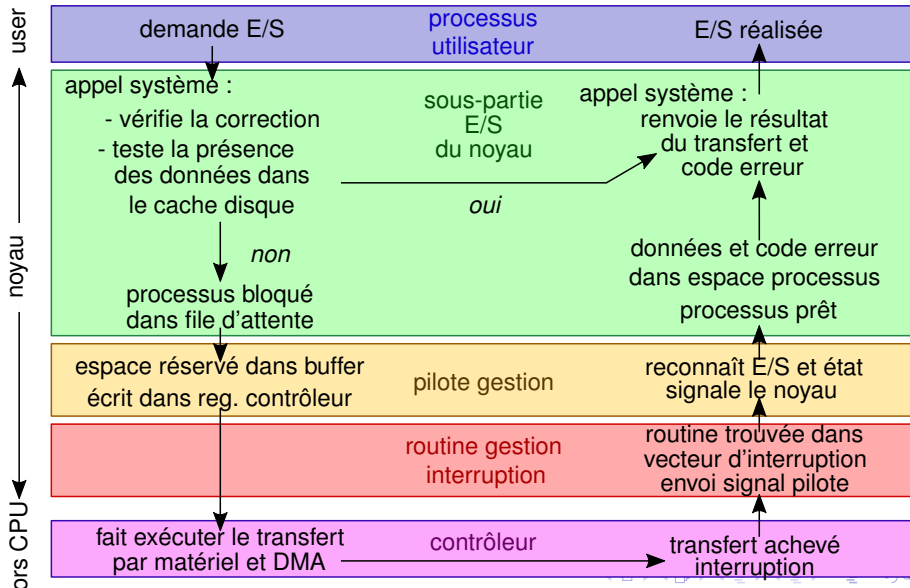 user
noyau
ors CPU
demande E/S
processus
utilisateur
E/S réalisée
appel système :
- vérifie la correction
- teste la présence
des données dans
le cache disque
sous-partie
E/S
du noyau
appel système :
renvoie le résultat
du transfert et
code erreur
oui
non
processus bloqué
dans file d'attente
données et code erreur
dans espace processus
processus prêt
espace réservé dans buffer
écrit dans reg. contrôleur
pilote gestion
reconnaît E/S et état
signale le noyau
routine gestion
interruption
routine trouvée dans
vecteur d'interruption
envoi signal pilote
fait exécuter le transfert
par matériel et DMA
contrôleur
transfert achevé
interruption